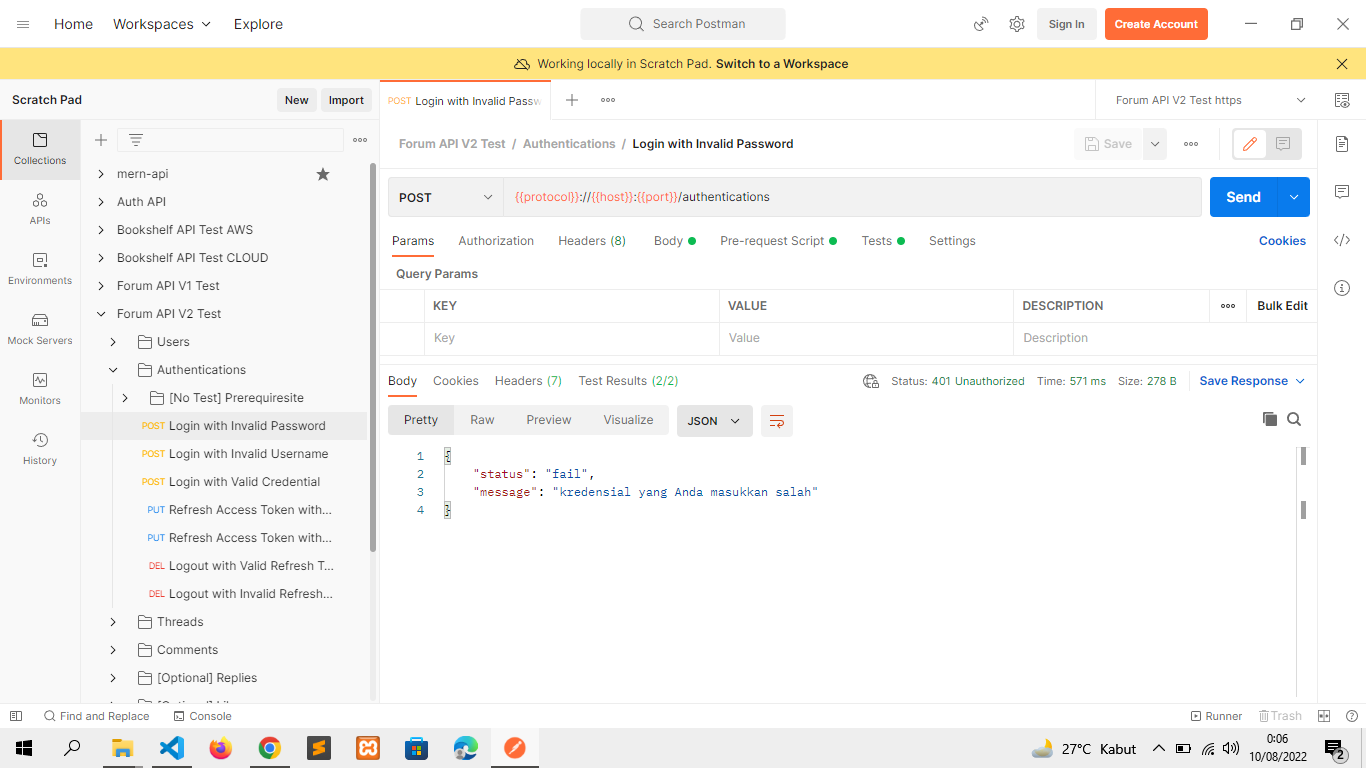 Home Workspaces Explore Search Postman Sign In Create Account
Working locally in Scratch Pad. Switch to a Workspace
Scratch Pad New Import
POST Login with Invalid Passw
Forum API V2 Test https
Collections
APIs
Environments
Mock Servers
Monitors
History
mern-api
Auth API
Bookshelf API Test AWS
Bookshelf API Test CLOUD
Forum API V1 Test
Forum API V2 Test
Users
Authentications
[No Test] Prerequiresite
POST Login with Invalid Password
POST Login with Invalid Username
POST Login with Valid Credential
PUT Refresh Access Token with...
PUT Refresh Access Token with...
DEL Logout with Valid Refresh T...
DEL Logout with Invalid Refresh...
Threads
Comments
[Optional] Replies
Forum API V2 Test / Authentications / Login with Invalid Password Save
POST {{protocol}}://{{host}}:{{port}}/authentications Send
Params Authorization Headers (8) Body Pre-request Script Tests Settings Cookies
Query Params
KEY VALUE DESCRIPTION Bulk Edit
Key Value Description
Body Cookies Headers (7) Test Results (2/2) Status: 401 Unauthorized Time: 571 ms Size: 278 B Save Response
Pretty Raw Preview Visualize JSON
1 {
2 "status": "fail",
3 "message": "kredensial yang Anda masukkan salah"
4 }
Find and Replace Console Runner Trash
27°C Kabut 0:06
10/08/2022 2